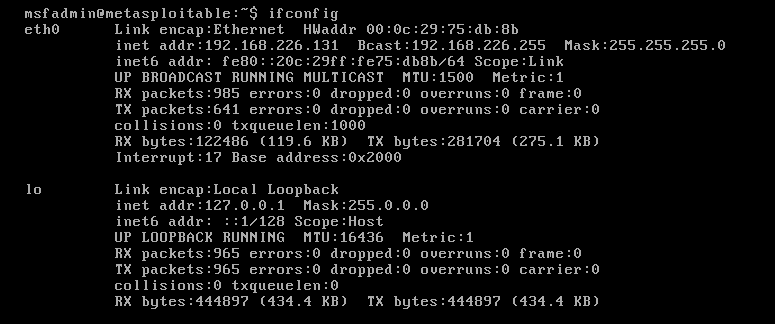 msfadmin@metasploitable:~$ ifconfig
eth0      Link encap:Ethernet  HWaddr 00:0c:29:75:db:8b
          inet addr:192.168.226.131  Bcast:192.168.226.255  Mask:255.255.255.0
          inet6 addr: fe80::20c:29ff:fe75:db8b/64 Scope:Link
          UP BROADCAST RUNNING MULTICAST  MTU:1500  Metric:1
          RX packets:985 errors:0 dropped:0 overruns:0 frame:0
          TX packets:641 errors:0 dropped:0 overruns:0 carrier:0
          collisions:0 txqueuelen:1000
          RX bytes:122486 (119.6 KB)  TX bytes:281704 (275.1 KB)
          Interrupt:17 Base address:0x2000
lo        Link encap:Local Loopback
          inet addr:127.0.0.1  Mask:255.0.0.0
          inet6 addr: ::1/128 Scope:Host
          UP LOOPBACK RUNNING  MTU:16436  Metric:1
          RX packets:965 errors:0 dropped:0 overruns:0 frame:0
          TX packets:965 errors:0 dropped:0 overruns:0 carrier:0
          collisions:0 txqueuelen:0
          RX bytes:444897 (434.4 KB)  TX bytes:444897 (434.4 KB)